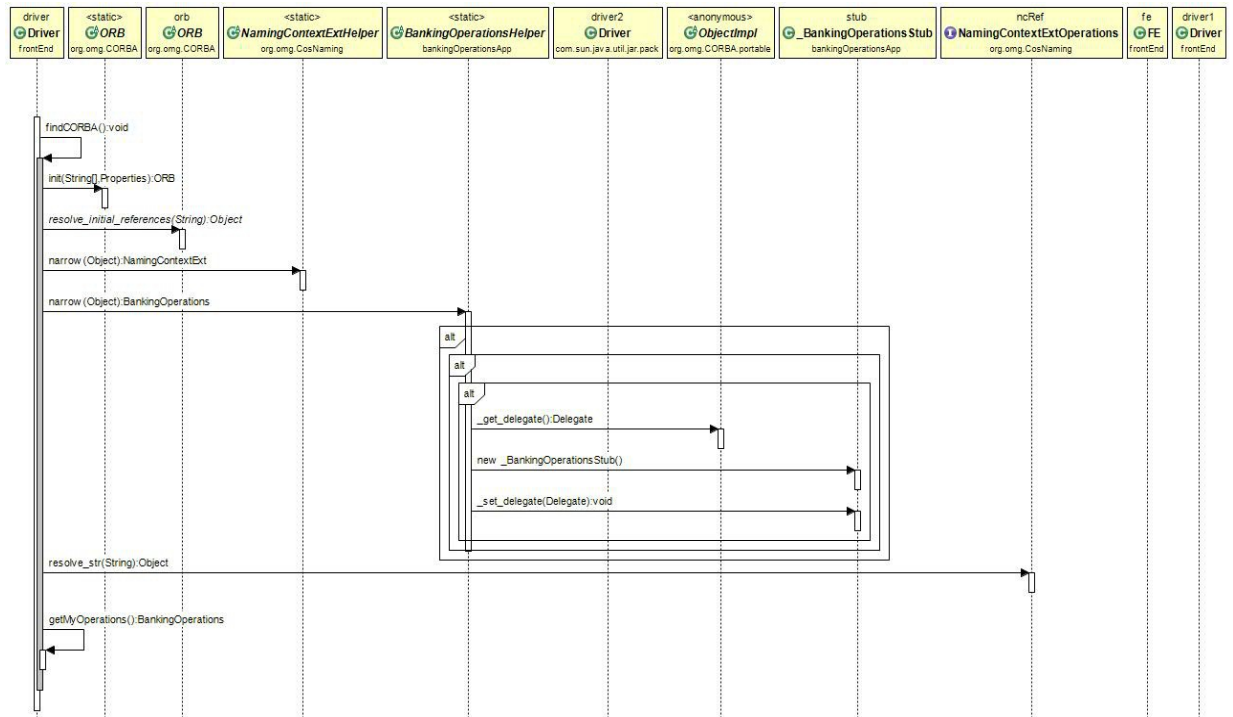 driver
Driver
frontEnd
<static>
ORB
org.omg.CORBA
orb
ORB
org.omg.CORBA
<static>
NamingContextExtHelper
org.omg.CosNaming
<static>
BankingOperationsHelper
bankingOperationsApp
driver2
Driver
com.sun.java.util.jar.pack
<anonymous>
ObjectImpl
org.omg.CORBA.portable
stub
_BankingOperationsStub
bankingOperationsApp
ncRef
NamingContextExtOperations
org.omg.CosNaming
fe
FE
frontEnd
driver1
Driver
frontEnd
findCORBA():void
init(String[],Properties):ORB
resolve_initial_references(String):Object
narrow(Object):NamingContextExt
narrow(Object):BankingOperations
alt
alt
alt
_get_delegate():Delegate
new _BankingOperationsStub()
_set_delegate(Delegate):void
resolve_str(String):Object
getMyOperations():BankingOperations